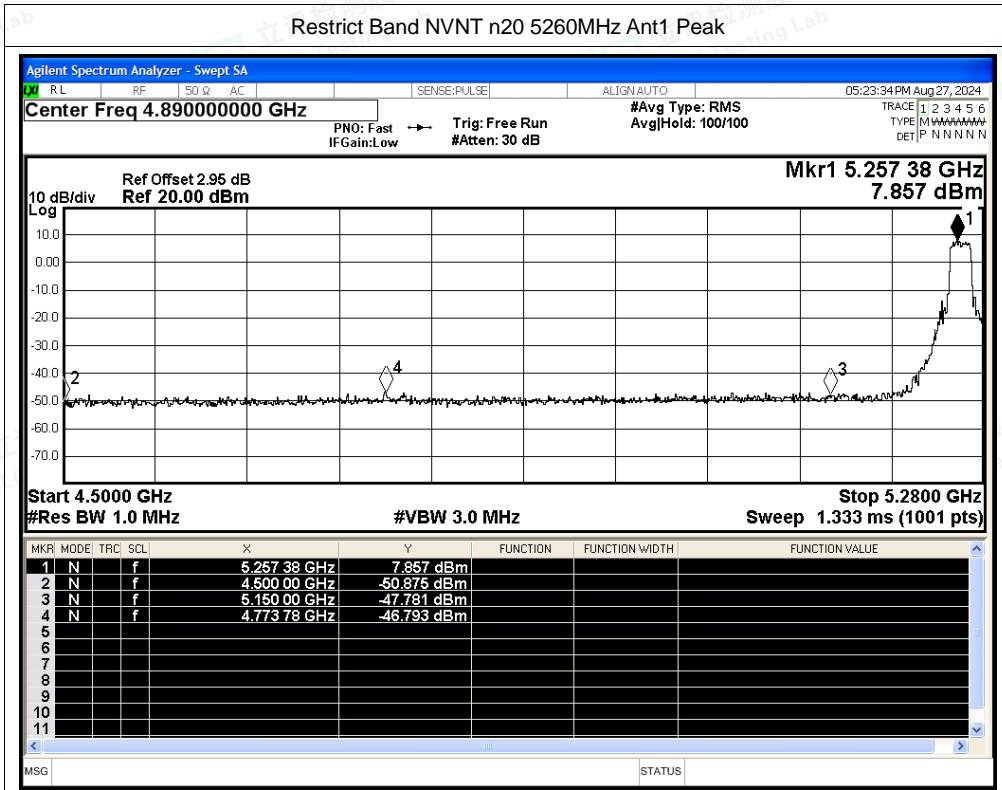 Restrict Band NVNT n20 5260MHz Ant1 Peak
Agilent Spectrum Analyzer - Swept SA
LXI RL RF 50 Ω AC SENSE:PULSE ALIGN AUTO 05:23:34 PM Aug 27, 2024
Center Freq 4.890000000 GHz #Avg Type: RMS TRACE 1 2 3 4 5 6
PNO: Fast Trig: Free Run Avg|Hold: 100/100 TYPE MWWWWW
IFGain:Low #Atten: 30 dB DET P N N N N N
Mkr1 5.257 38 GHz
Ref Offset 2.95 dB
10 dB/div Ref 20.00 dBm 7.857 dBm
Log
1
10.0
0.00
-10.0
-20.0
-30.0
-40.0 2 4 3
-50.0
-60.0
-70.0
Start 4.5000 GHz Stop 5.2800 GHz
#Res BW 1.0 MHz #VBW 3.0 MHz Sweep 1.333 ms (1001 pts)
MKR MODE TRC SCL X Y FUNCTION FUNCTION WIDTH FUNCTION VALUE
1 N f 5.257 38 GHz 7.857 dBm
2 N f 4.500 00 GHz -50.875 dBm
3 N f 5.150 00 GHz -47.781 dBm
4 N f 4.773 78 GHz -46.793 dBm
5
6
7
8
9
10
11
MSG STATUS